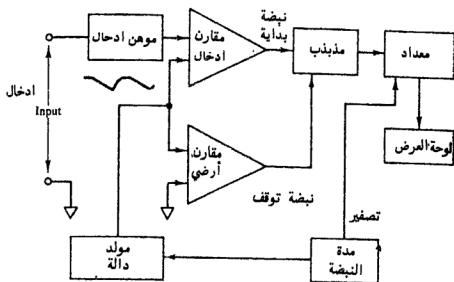 موهن ادحال
مقارن
ادخال
نبضة
بداية
مذبذب
معداد
ادخال
Input
لوحة العرض
مقارن
أرضي
نبضة توقف
تصفير
مولد
دالة
مدة
النبضة